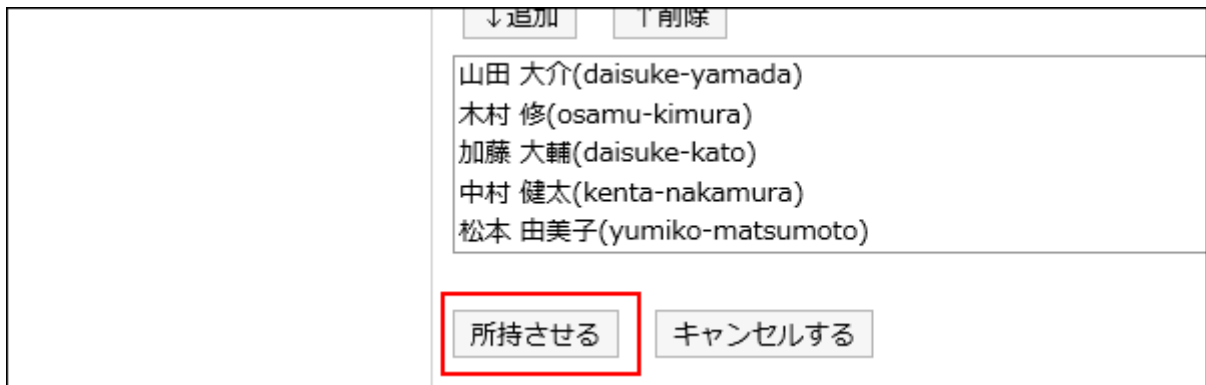 ↓追加 ↑削除
山田 大介(daisuke-yamada)
木村 修(osamu-kimura)
加藤 大輔(daisuke-kato)
中村 健太(kenta-nakamura)
松本 由美子(yumiko-matsumoto)
所持させる キャンセルする